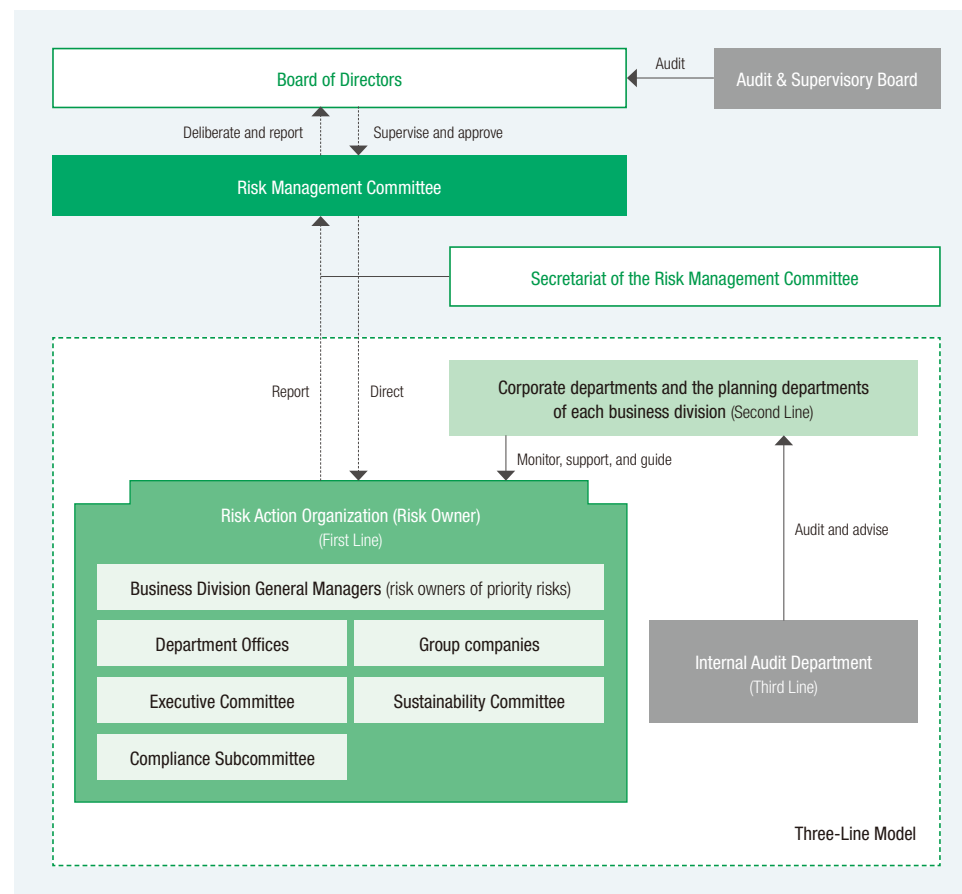 Board of Directors
Audit
Audit & Supervisory Board
Deliberate and report
Supervise and approve
Risk Management Committee
Secretariat of the Risk Management Committee
Report
Direct
Corporate departments and the planning departments
of each business division (Second Line)
Monitor, support, and guide
Risk Action Organization (Risk Owner)
(First Line)
Audit and advise
Business Division General Managers (risk owners of priority risks)
Department Offices
Group companies
Internal Audit Department
(Third Line)
Executive Committee
Sustainability Committee
Compliance Subcommittee
Three-Line Model